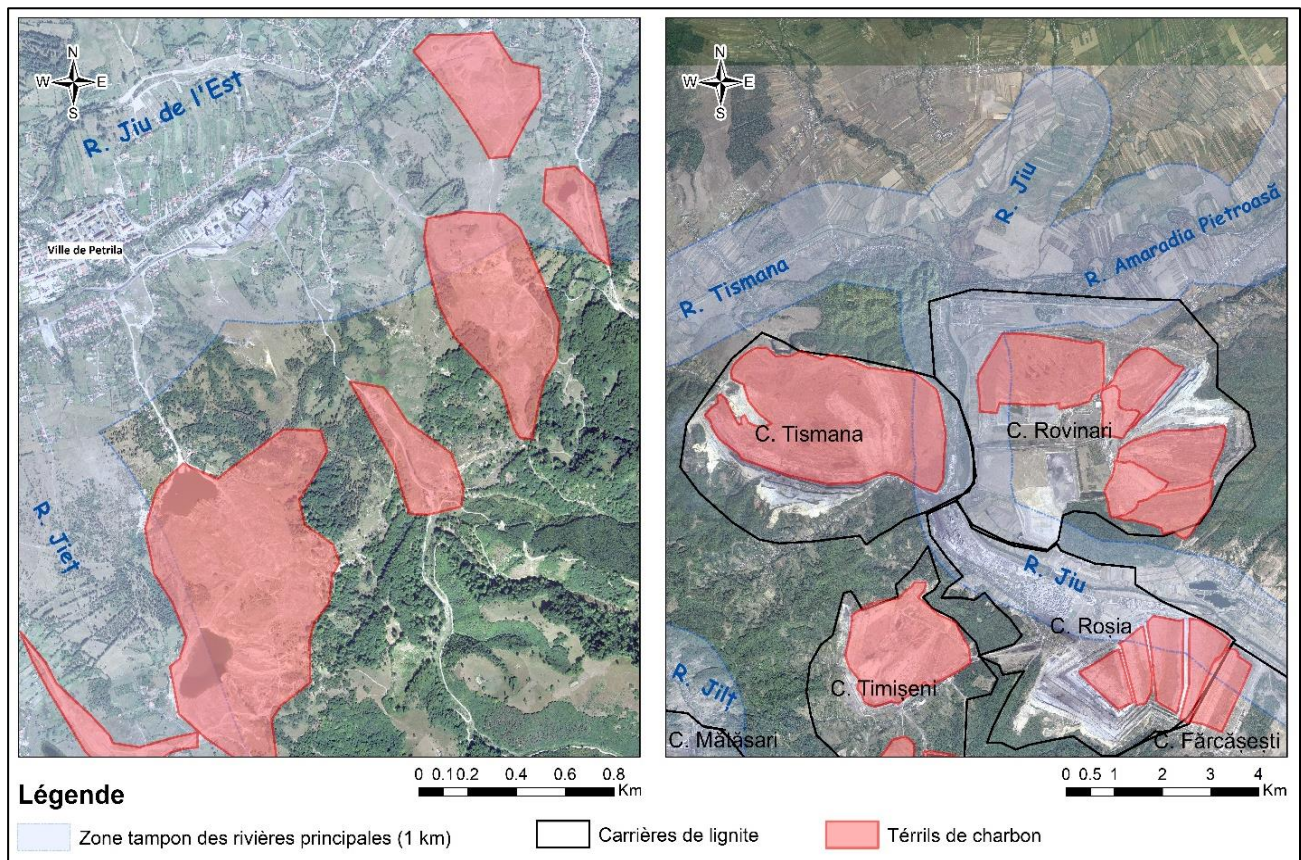 N
W E
S
R. Jiu de l'Est
Ville de Petrila
R. Jieț
0 0.1 0.2 0.4 0.6 0.8
Km
N
W E
S
R. Jiu
R. Amaradia Pietroasă
R. Tismana
C. Tismana
C. Rovinari
R. Jiu
C. Roșia
R. Jilț
C. Timișeni
C. Mătăsari
C. Fărcășești
0 0.5 1 2 3 4
Km
Légende
Zone tampon des rivières principales (1 km)
Carrières de lignite
Térrils de charbon